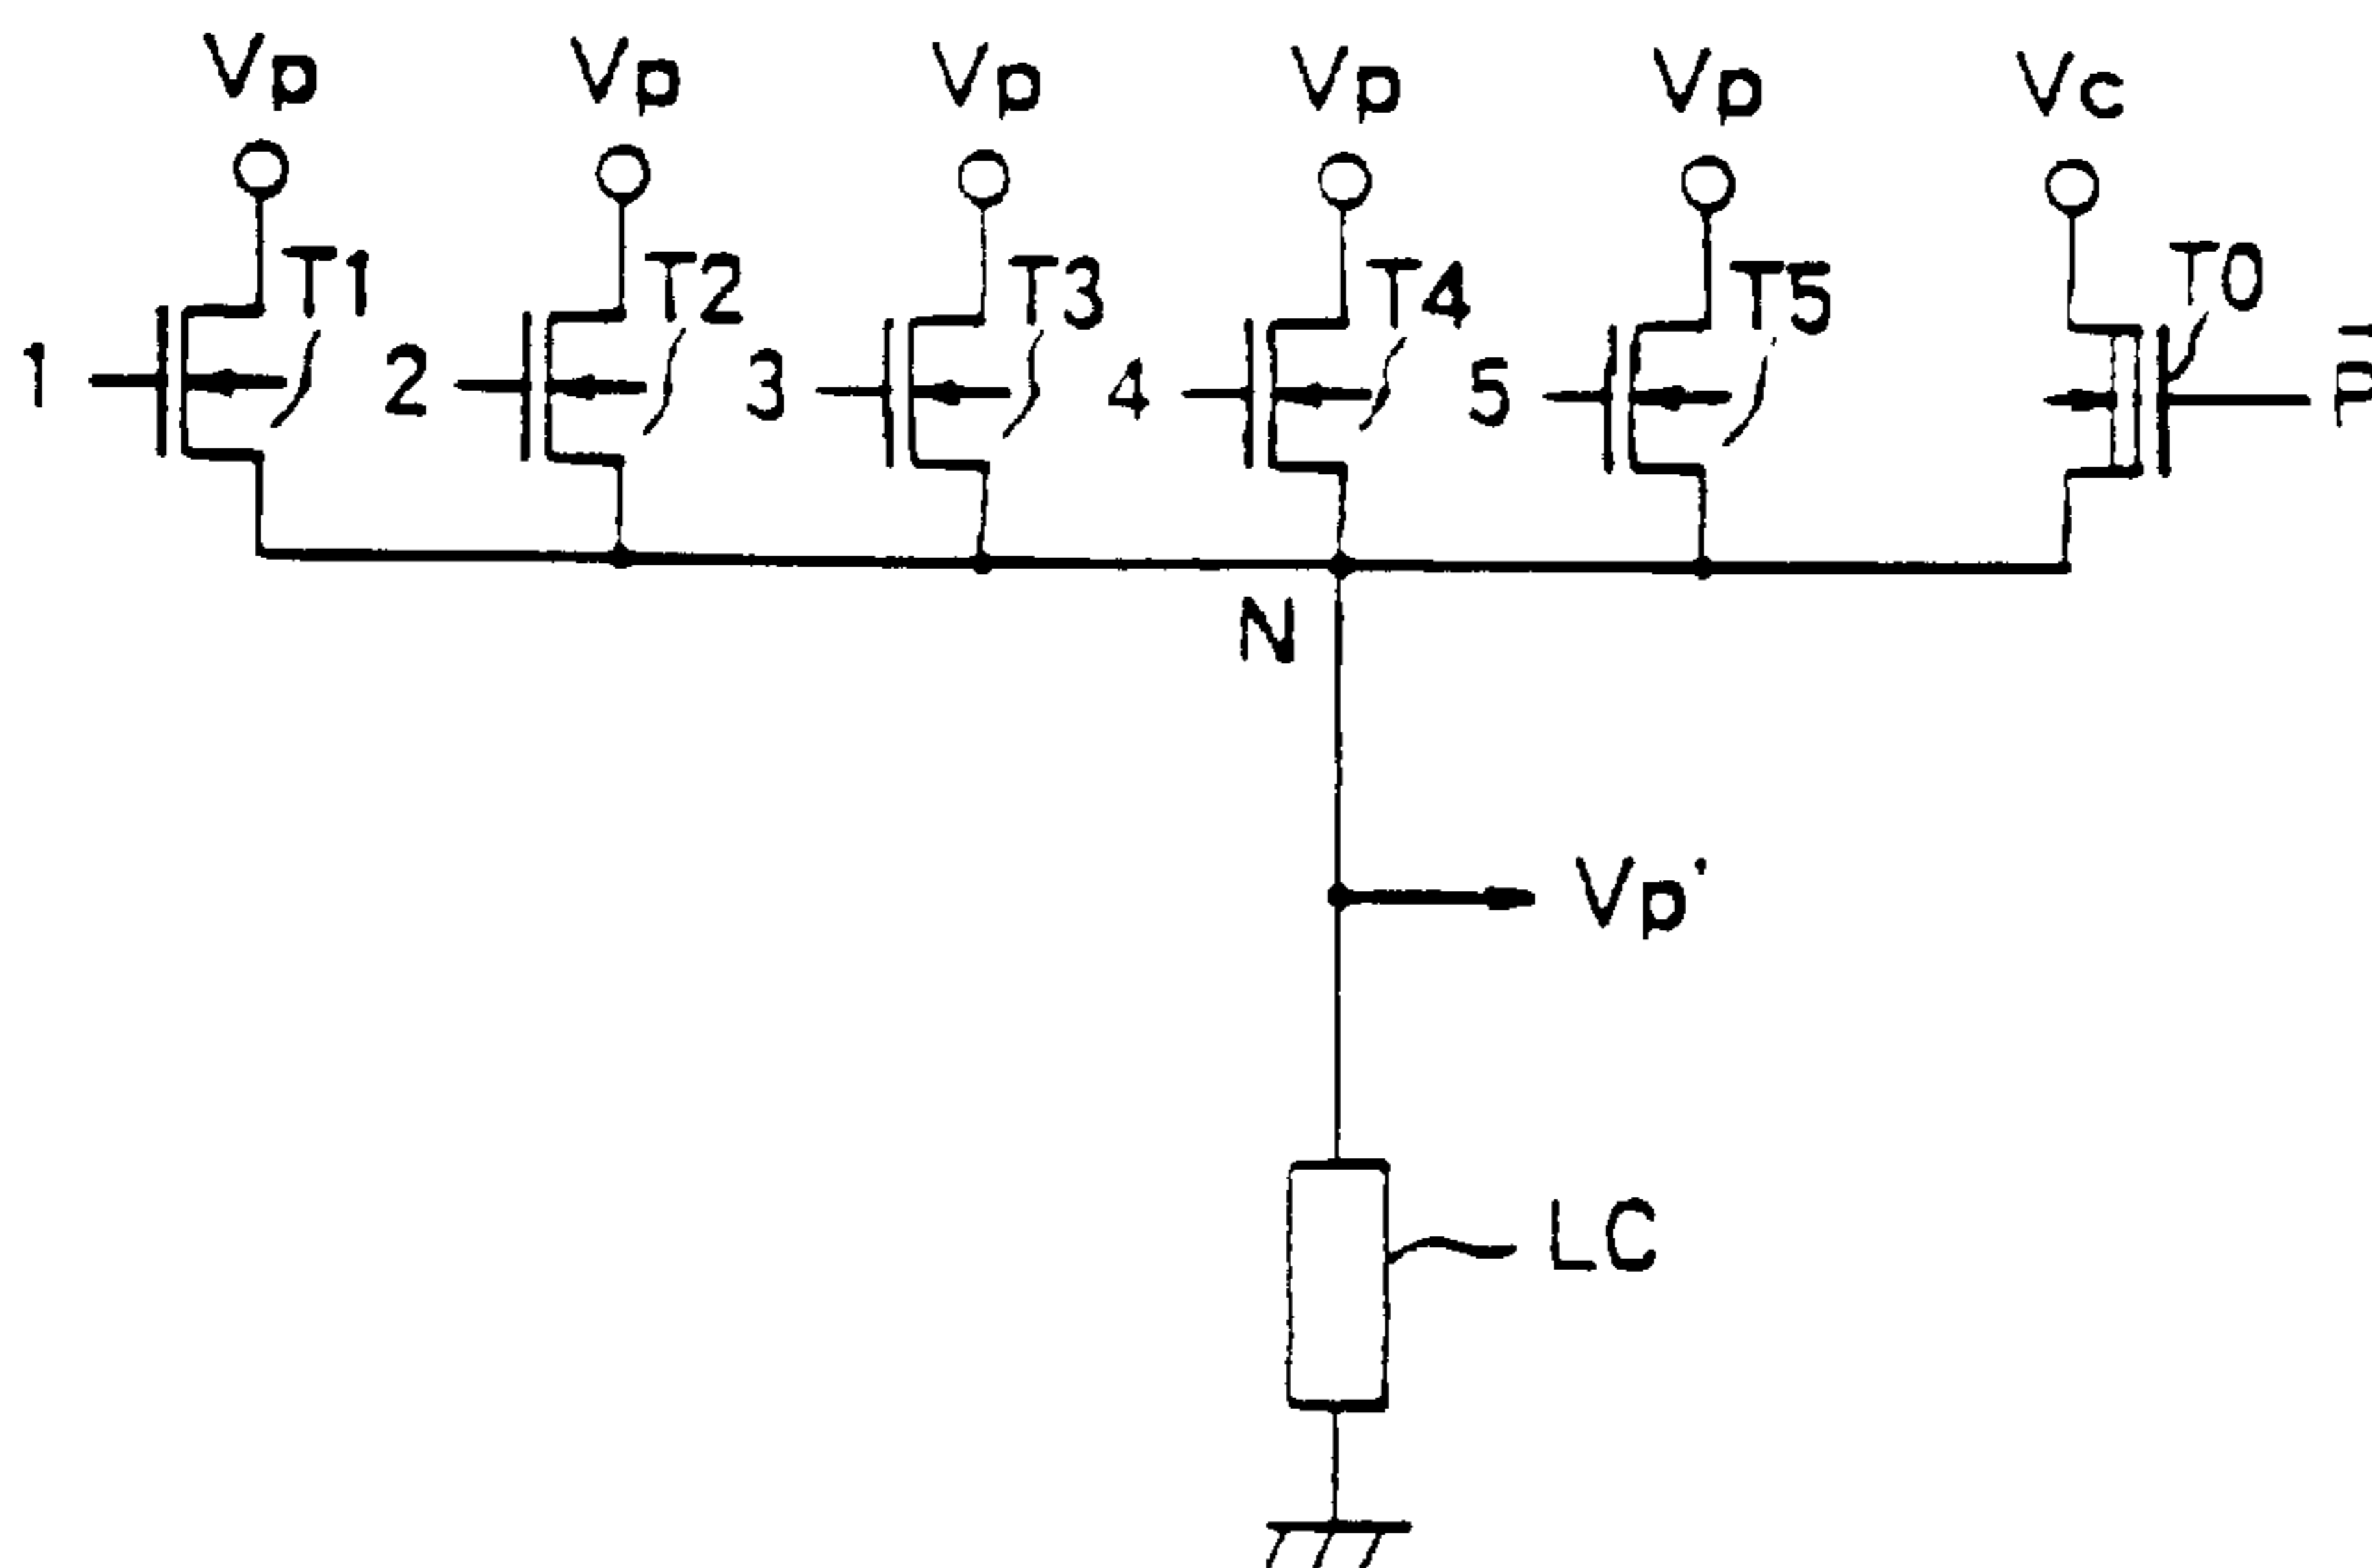 Vp Vp Vp Vp Vp Vc
T1 T2 T3 T4 T5 T0
1 2 3 4 5 p̅
N
Vp'
LC